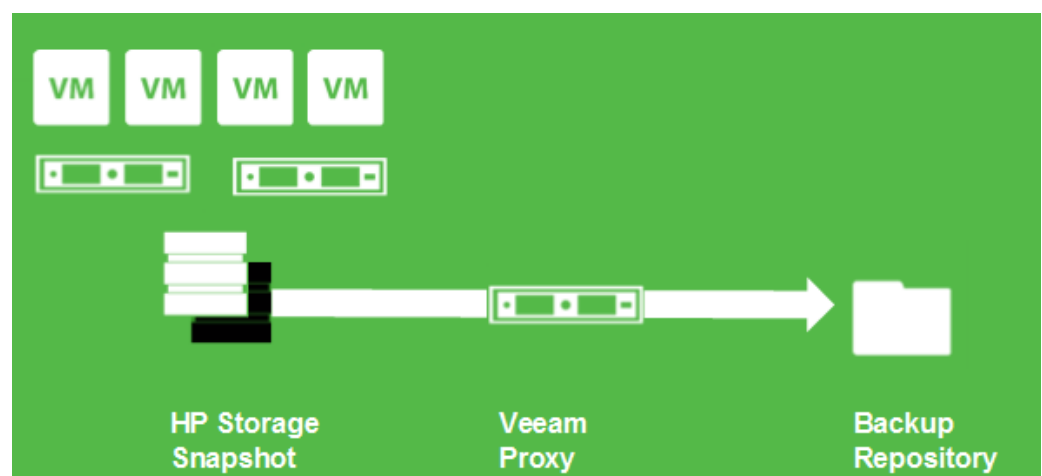 VM VM VM VM
HP Storage
Snapshot
Veeam
Proxy
Backup
Repository